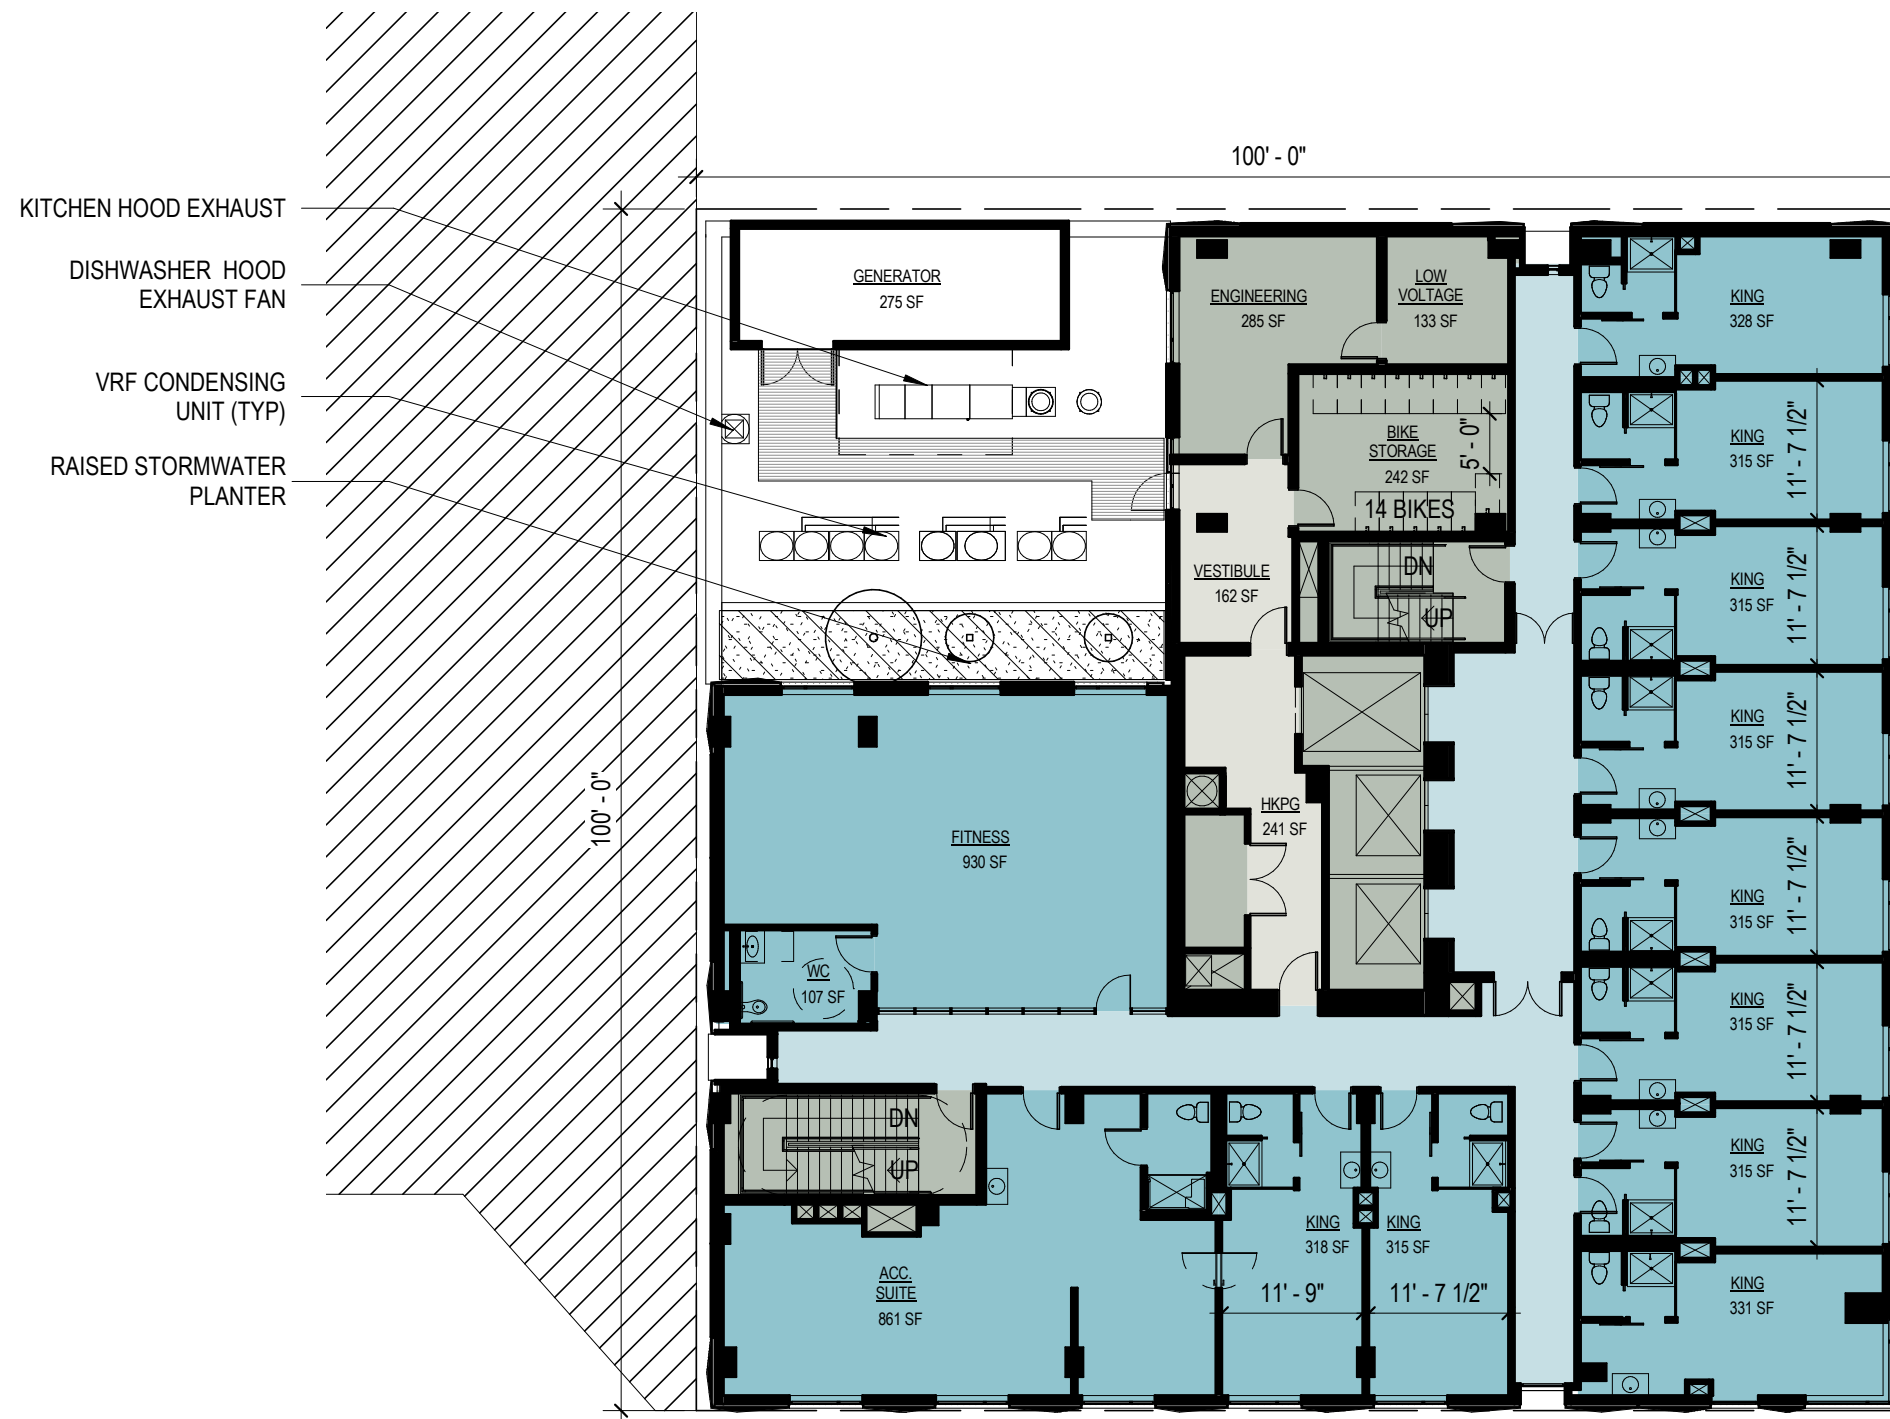 100' - 0"
KITCHEN HOOD EXHAUST
DISHWASHER HOOD
EXHAUST FAN
VRF CONDENSING
UNIT (TYP)
RAISED STORMWATER
PLANTER
100' - 0"
GENERATOR
275 SF
ENGINEERING
285 SF
LOW
VOLTAGE
133 SF
BIKE
STORAGE
242 SF
14 BIKES
5' - 0"
VESTIBULE
162 SF
DN
UP
HKPG
241 SF
FITNESS
930 SF
WC
107 SF
DN
UP
ACC.
SUITE
861 SF
KING
318 SF
11' - 9"
KING
315 SF
11' - 7 1/2"
KING
328 SF
KING
315 SF
11' - 7 1/2"
KING
315 SF
11' - 7 1/2"
KING
315 SF
11' - 7 1/2"
KING
315 SF
11' - 7 1/2"
KING
315 SF
11' - 7 1/2"
KING
315 SF
11' - 7 1/2"
KING
331 SF